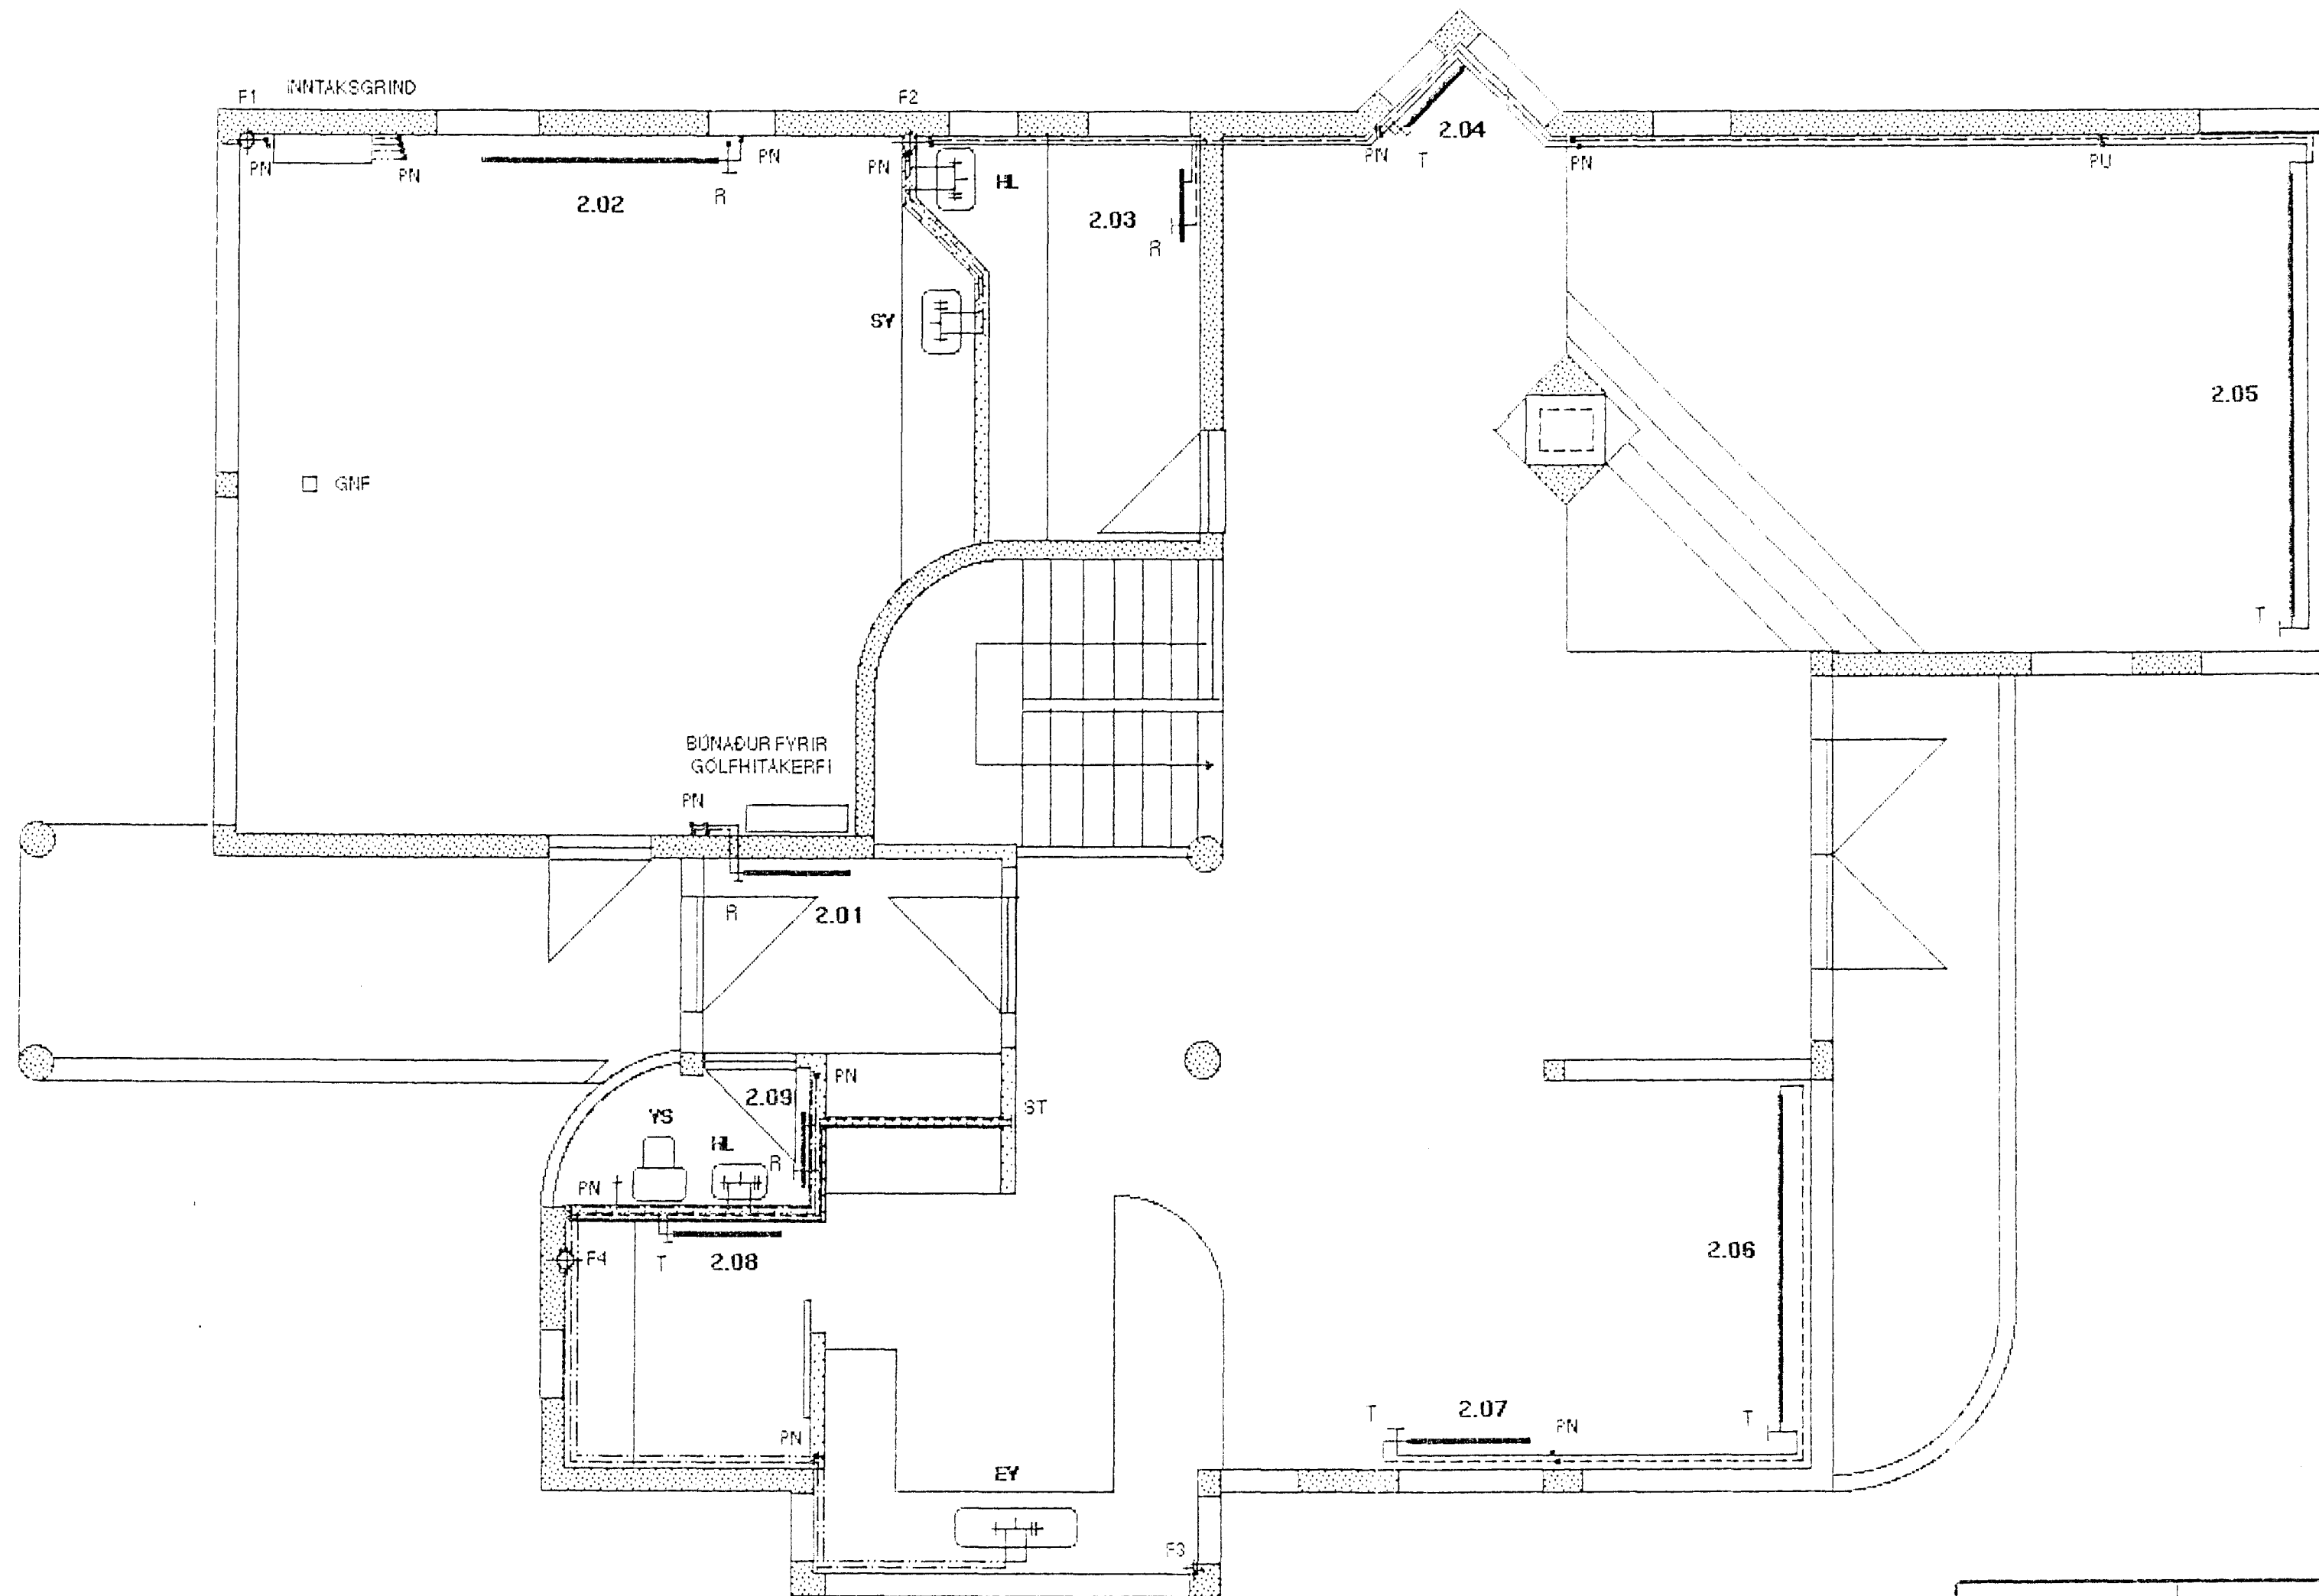 F1
INNTAKSGRIND
F2
PN
PN
R
PN
2.02
PN
HL
2.03
R
PN
T
2.04
PN
PU
2.05
T
SY
GNF
BÚNAÐUR FYRIR
GÓLFHITAKERFI
PN
R
2.01
PN
2.09
ST
VS
HL
R
PN
F4
T
2.08
2.06
T
PN
T
2.07
PN
EY
F3